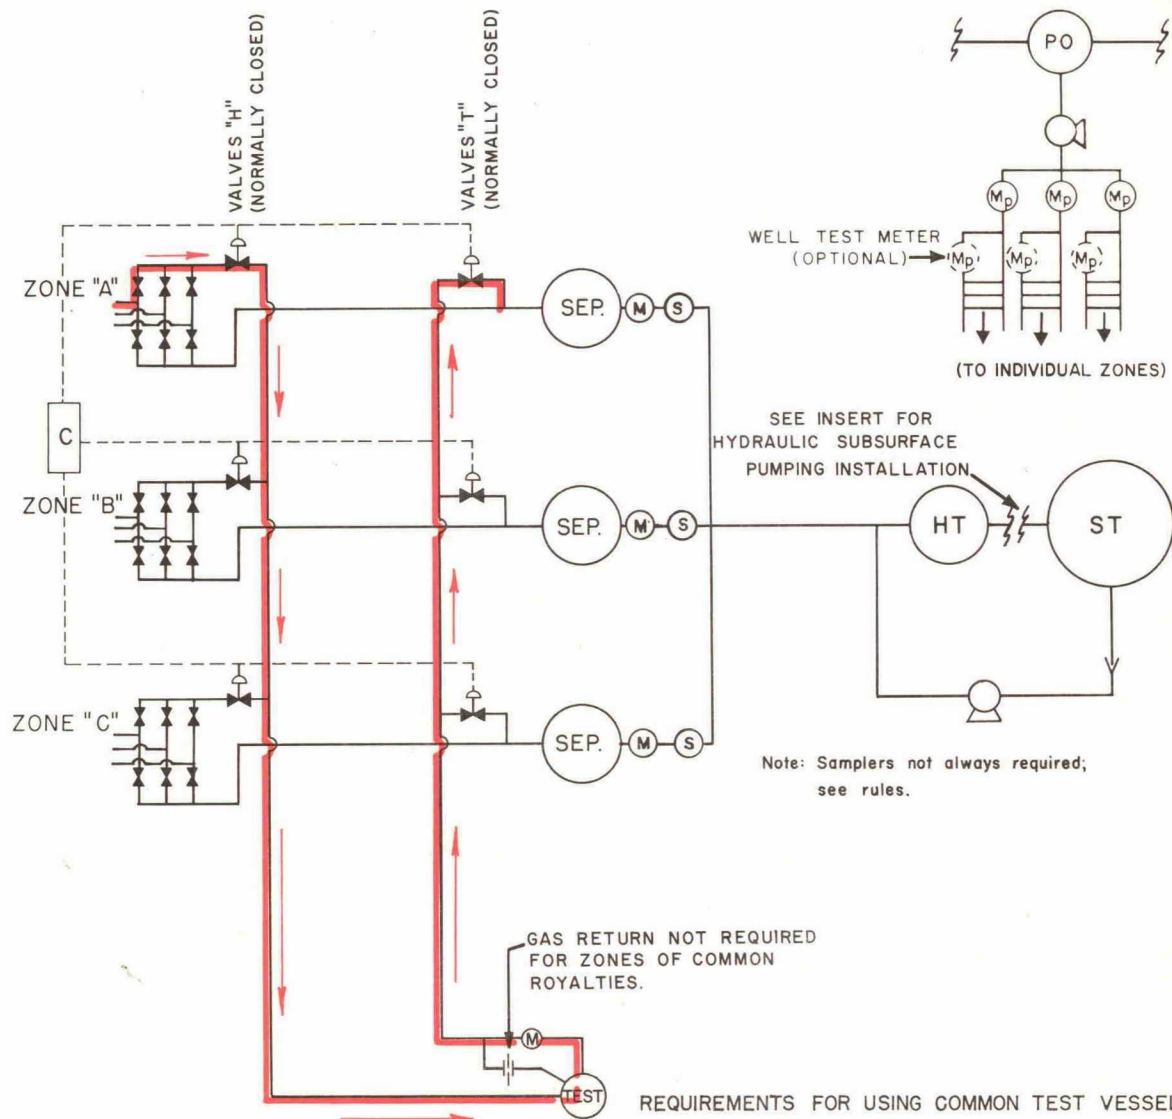 VALVES "H"
(NORMALLY CLOSED)
VALVES "T"
(NORMALLY CLOSED)
PO
Mp
Mp
Mp
WELL TEST METER
(OPTIONAL)
Mp
Mp
Mp
(TO INDIVIDUAL ZONES)
ZONE "A"
SEP.
M
S
C
SEE INSERT FOR
HYDRAULIC SUBSURFACE
PUMPING INSTALLATION
ZONE "B"
SEP.
M
S
HT
ST
ZONE "C"
SEP.
M
S
Note: Samplers not always required;
see rules.
GAS RETURN NOT REQUIRED
FOR ZONES OF COMMON
ROYALTIES.
M
TEST
REQUIREMENTS FOR USING COMMON TEST VESSE